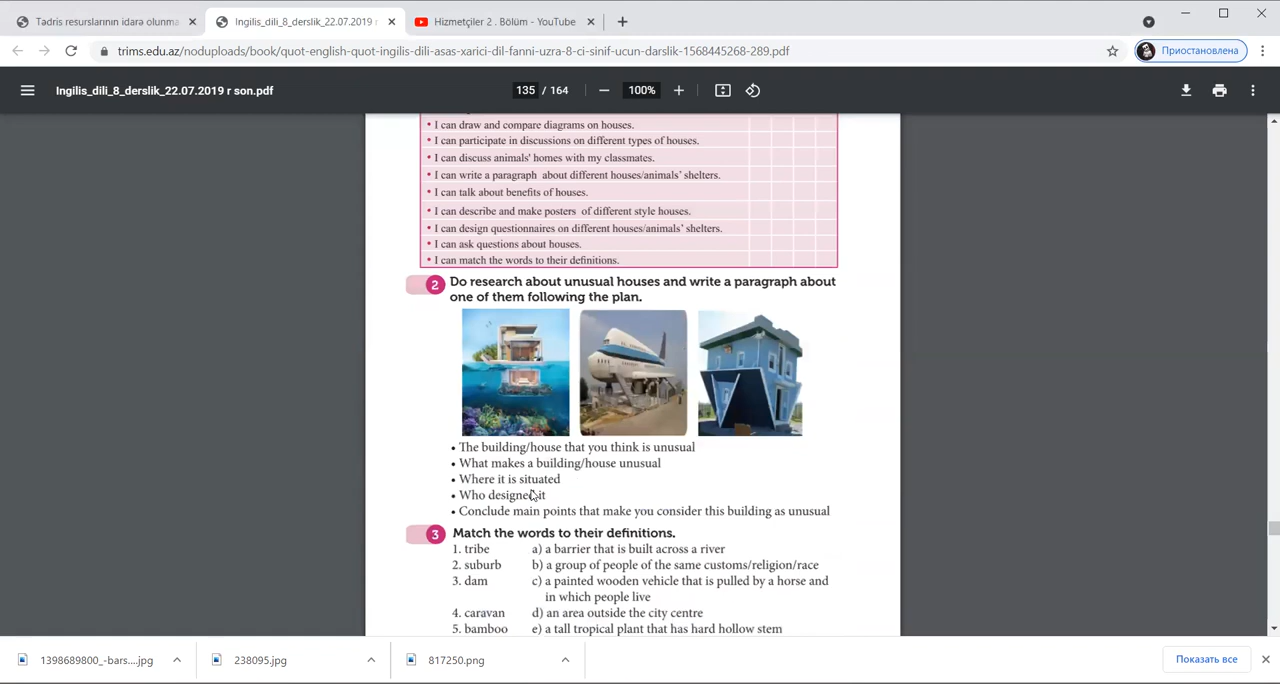 Tədris resurslarının idarə olunma
Ingilis_dili_8_derslik_22.07.2019 r
Hizmetçiler 2 . Bölüm - YouTube
trims.edu.az/noduploads/book/quot-english-quot-ingilis-dili-asas-xarici-dil-fanni-uzra-8-ci-sinif-ucun-darslik-1568445268-289.pdf
Приостановлена
Ingilis_dili_8_derslik_22.07.2019 r son.pdf
135 / 164
100%
• I can draw and compare diagrams on houses.
• I can participate in discussions on different types of houses.
• I can discuss animals' homes with my classmates.
• I can write a paragraph about different houses/animals' shelters.
• I can talk about benefits of houses.
• I can describe and make posters of different style houses.
• I can design questionnaires on different houses/animals' shelters.
• I can ask questions about houses.
• I can match the words to their definitions.
2 Do research about unusual houses and write a paragraph about
one of them following the plan.
• The building/house that you think is unusual
• What makes a building/house unusual
• Where it is situated
• Who designed it
• Conclude main points that make you consider this building as unusual
3 Match the words to their definitions.
1. tribe a) a barrier that is built across a river
2. suburb b) a group of people of the same customs/religion/race
3. dam c) a painted wooden vehicle that is pulled by a horse and
in which people live
4. caravan d) an area outside the city centre
5. bamboo e) a tall tropical plant that has hard hollow stem
1398689800_-bars....jpg
238095.jpg
817250.png
Показать все